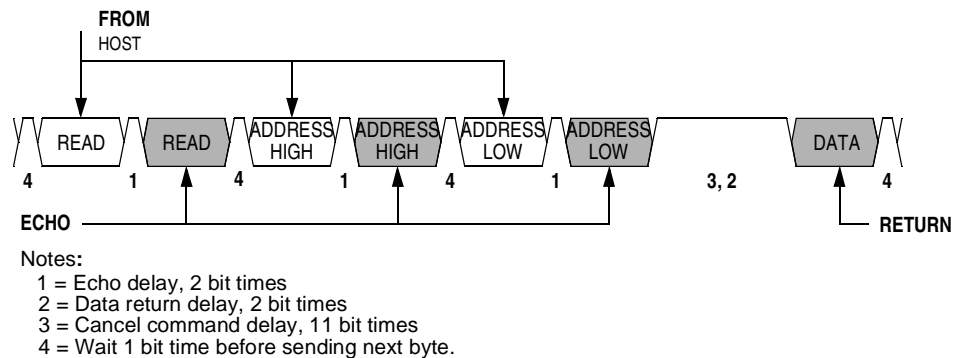 FROM
HOST
READ READ ADDRESS HIGH ADDRESS HIGH ADDRESS LOW ADDRESS LOW DATA
4 1 4 1 4 1 3, 2 4
ECHO RETURN
Notes:
1 = Echo delay, 2 bit times
2 = Data return delay, 2 bit times
3 = Cancel command delay, 11 bit times
4 = Wait 1 bit time before sending next byte.